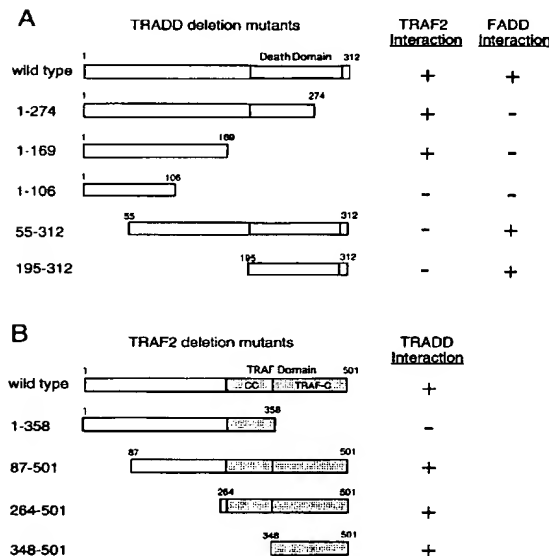 A TRADD deletion mutants TRAF2 Interaction FADD Interaction
1 Death Domain 312
wild type + +
1 274
1-274 + -
1 169
1-169 + -
1 106
1-106 - -
55 312
55-312 - +
195 312
195-312 - +
B TRAF2 deletion mutants TRADD Interaction
1 TRAF Domain 501
wild type CC TRAF-C +
1 358
1-358 -
87 501
87-501 +
264 501
264-501 +
348 501
348-501 +